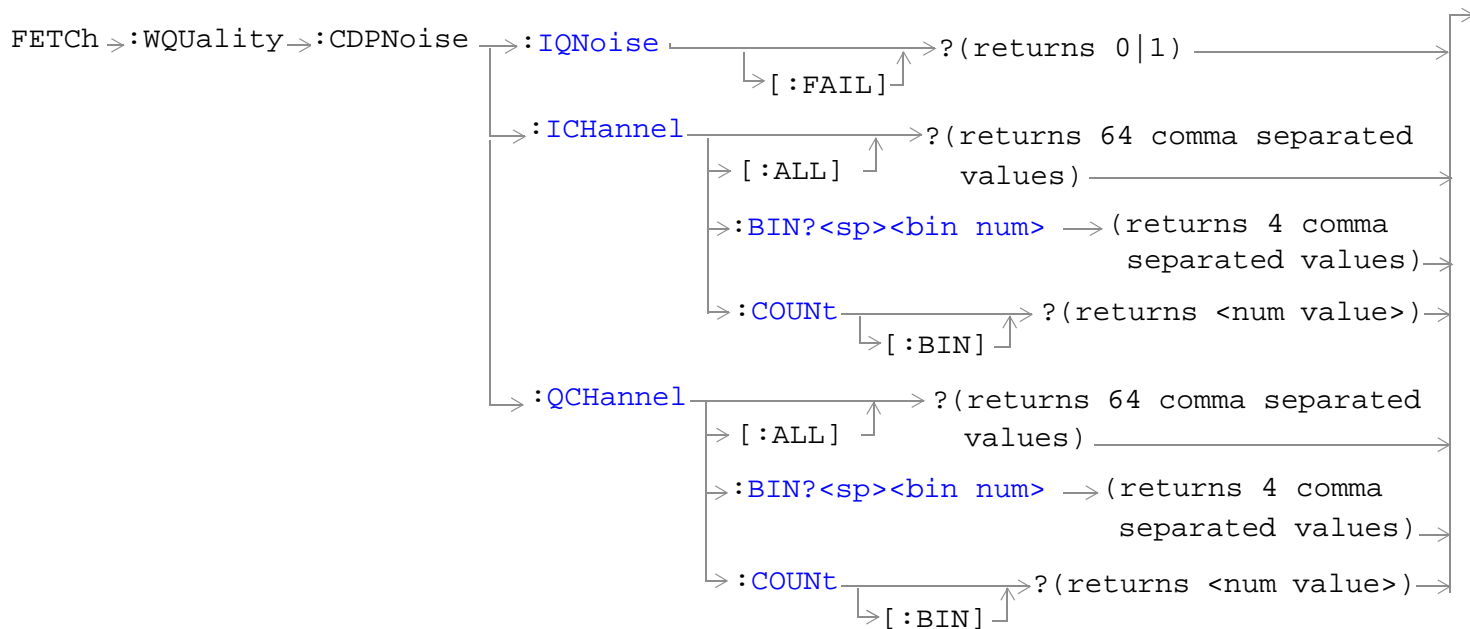 FETCh :WQUality :CDPNoise :IQNoise ?(returns 0|1)
[:FAIL]
:ICHannel ?(returns 64 comma separated
[:ALL] values)
:BIN?<sp><bin num> (returns 4 comma
separated values)
:COUNt ?(returns <num value>)
[:BIN]
:QCHannel ?(returns 64 comma separated
[:ALL] values)
:BIN?<sp><bin num> (returns 4 comma
separated values)
:COUNt ?(returns <num value>)
[:BIN]